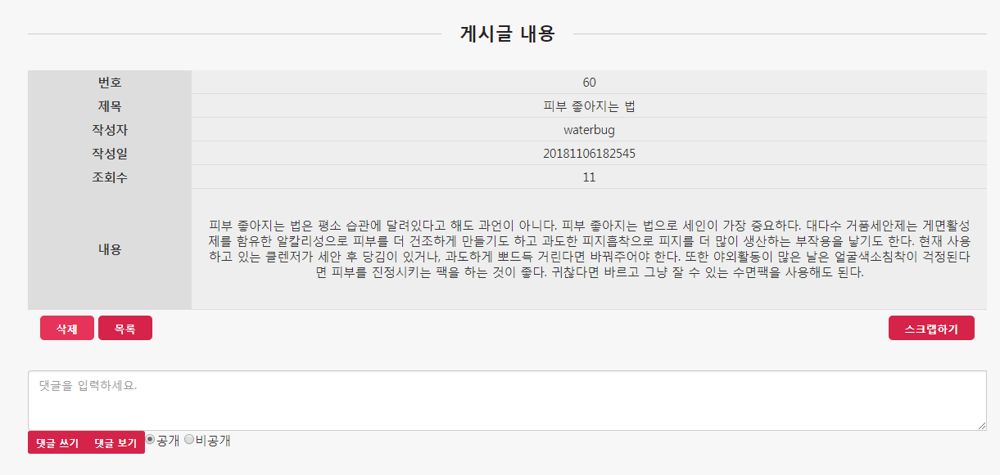 게시글 내용
번호 60
제목 피부 좋아지는 법
작성자 waterbug
작성일 20181106182545
조회수 11
내용
피부 좋아지는 법은 평소 습관에 달려있다고 해도 과언이 아니다. 피부 좋아지는 법으로 세인이 가장 중요하다. 대다수 거품세안제는 계면활성
제를 함유한 알칼리성으로 피부를 더 건조하게 만들기도 하고 과도한 피지흡착으로 피지를 더 많이 생산하는 부작용을 낳기도 한다. 현재 사용
하고 있는 클렌저가 세안 후 당김이 있거나, 과도하게 뽀드득 거린다면 바꿔주어야 한다. 또한 야외활동이 많은 날은 얼굴색소침착이 걱정된다
면 피부를 진정시키는 팩을 하는 것이 좋다. 귀찮다면 바르고 그냥 잘 수 있는 수면팩을 사용해도 된다.
삭제 목록 스크랩하기
댓글을 입력하세요.
댓글 쓰기 댓글 보기 공개 비공개